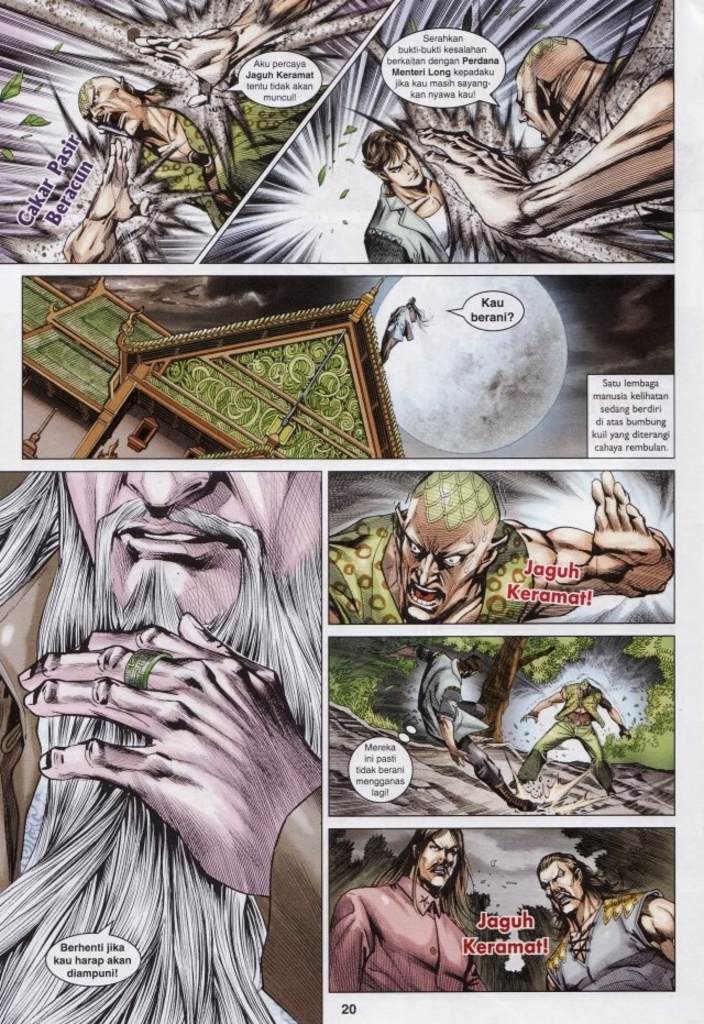 Aku percaya
Jaguh Keramat
tentu tidak akan
muncul!
Cakar Pasir
Beracun
Serahkan
bukti-bukti kesalahan
berkaitan dengan Perdana
Menteri Long kepadaku
jika kau masih sayang-
kan nyawa kau!
Kau
berani?
Satu lembaga
manusia kelihatan
sedang berdiri
di atas bumbung
kuil yang diterangi
cahaya rembulan.
Berhenti jika
kau harap akan
diampuni!
Jaguh
Keramat!
Mereka
ini pasti
tidak berani
mengganas
lagi!
Jaguh
Keramat!
20